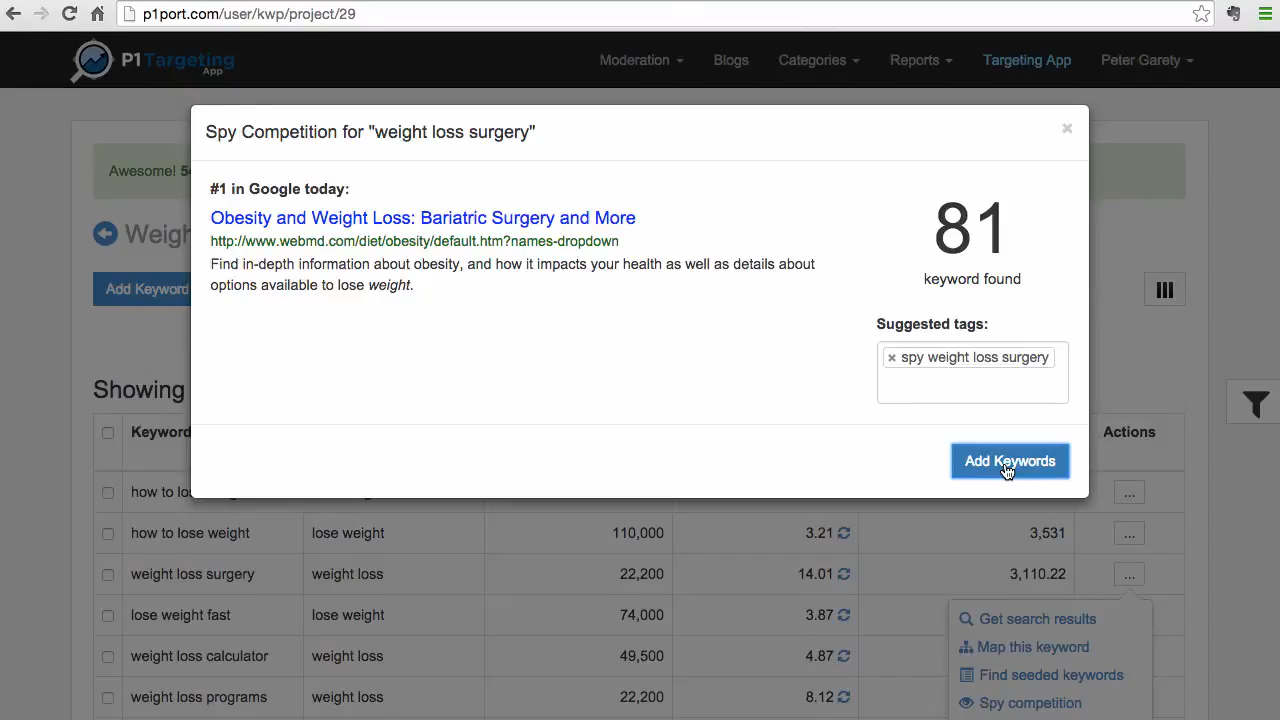 p1port.com/user/kwp/project/29
P1 Targeting App
Moderation
Blogs
Categories
Reports
Targeting App
Peter Garety
Spy Competition for "weight loss surgery"
×
Awesome!
#1 in Google today:
Obesity and Weight Loss: Bariatric Surgery and More
http://www.webmd.com/diet/obesity/default.htm?names-dropdown
Find in-depth information about obesity, and how it impacts your health as well as details about
options available to lose weight.
81
keyword found
Suggested tags:
× spy weight loss surgery
Add Keywords
Weigh
Add Keyword
Showing
Keyword
Actions
how to lo
...
how to lose weight lose weight 110,000 3.21 3,531 ...
weight loss surgery weight loss 22,200 14.01 3,110.22 ...
lose weight fast lose weight 74,000 3.87
weight loss calculator weight loss 49,500 4.87
weight loss programs weight loss 22,200 8.12
Get search results
Map this keyword
Find seeded keywords
Spy competition